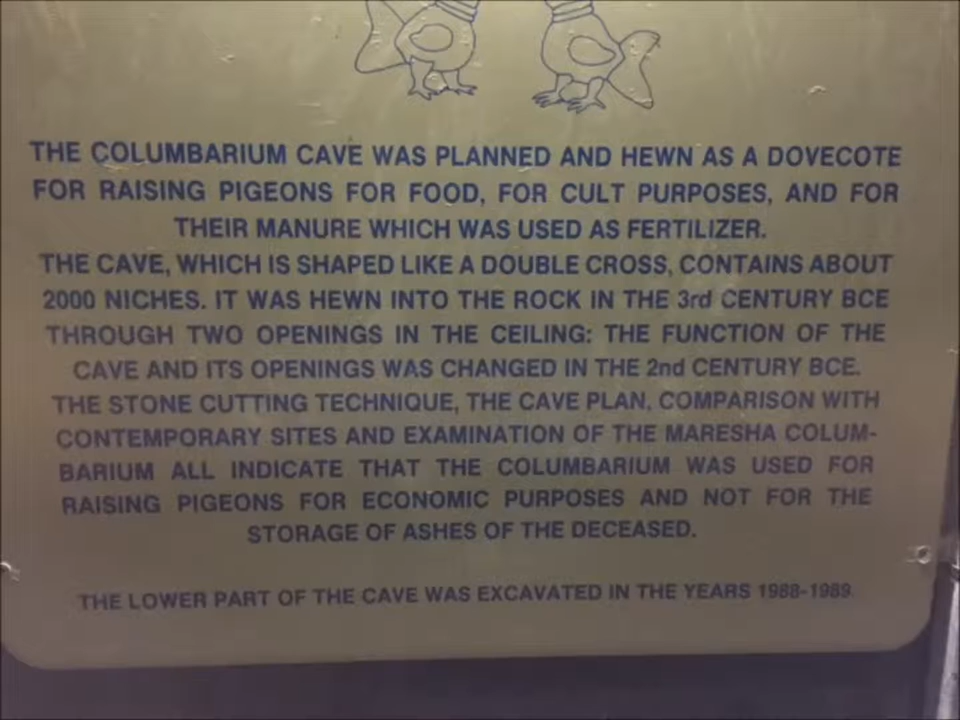 THE COLUMBARIUM CAVE WAS PLANNED AND HEWN AS A DOVECOTE
FOR RAISING PIGEONS FOR FOOD, FOR CULT PURPOSES, AND FOR
THEIR MANURE WHICH WAS USED AS FERTILIZER.
THE CAVE, WHICH IS SHAPED LIKE A DOUBLE CROSS, CONTAINS ABOUT
2000 NICHES. IT WAS HEWN INTO THE ROCK IN THE 3rd CENTURY BCE
THROUGH TWO OPENINGS IN THE CEILING: THE FUNCTION OF THE
CAVE AND ITS OPENINGS WAS CHANGED IN THE 2nd CENTURY BCE.
THE STONE CUTTING TECHNIQUE, THE CAVE PLAN, COMPARISON WITH
CONTEMPORARY SITES AND EXAMINATION OF THE MARESHA COLUM-
BARIUM ALL INDICATE THAT THE COLUMBARIUM WAS USED FOR
RAISING PIGEONS FOR ECONOMIC PURPOSES AND NOT FOR THE
STORAGE OF ASHES OF THE DECEASED.
THE LOWER PART OF THE CAVE WAS EXCAVATED IN THE YEARS 1988-1989.